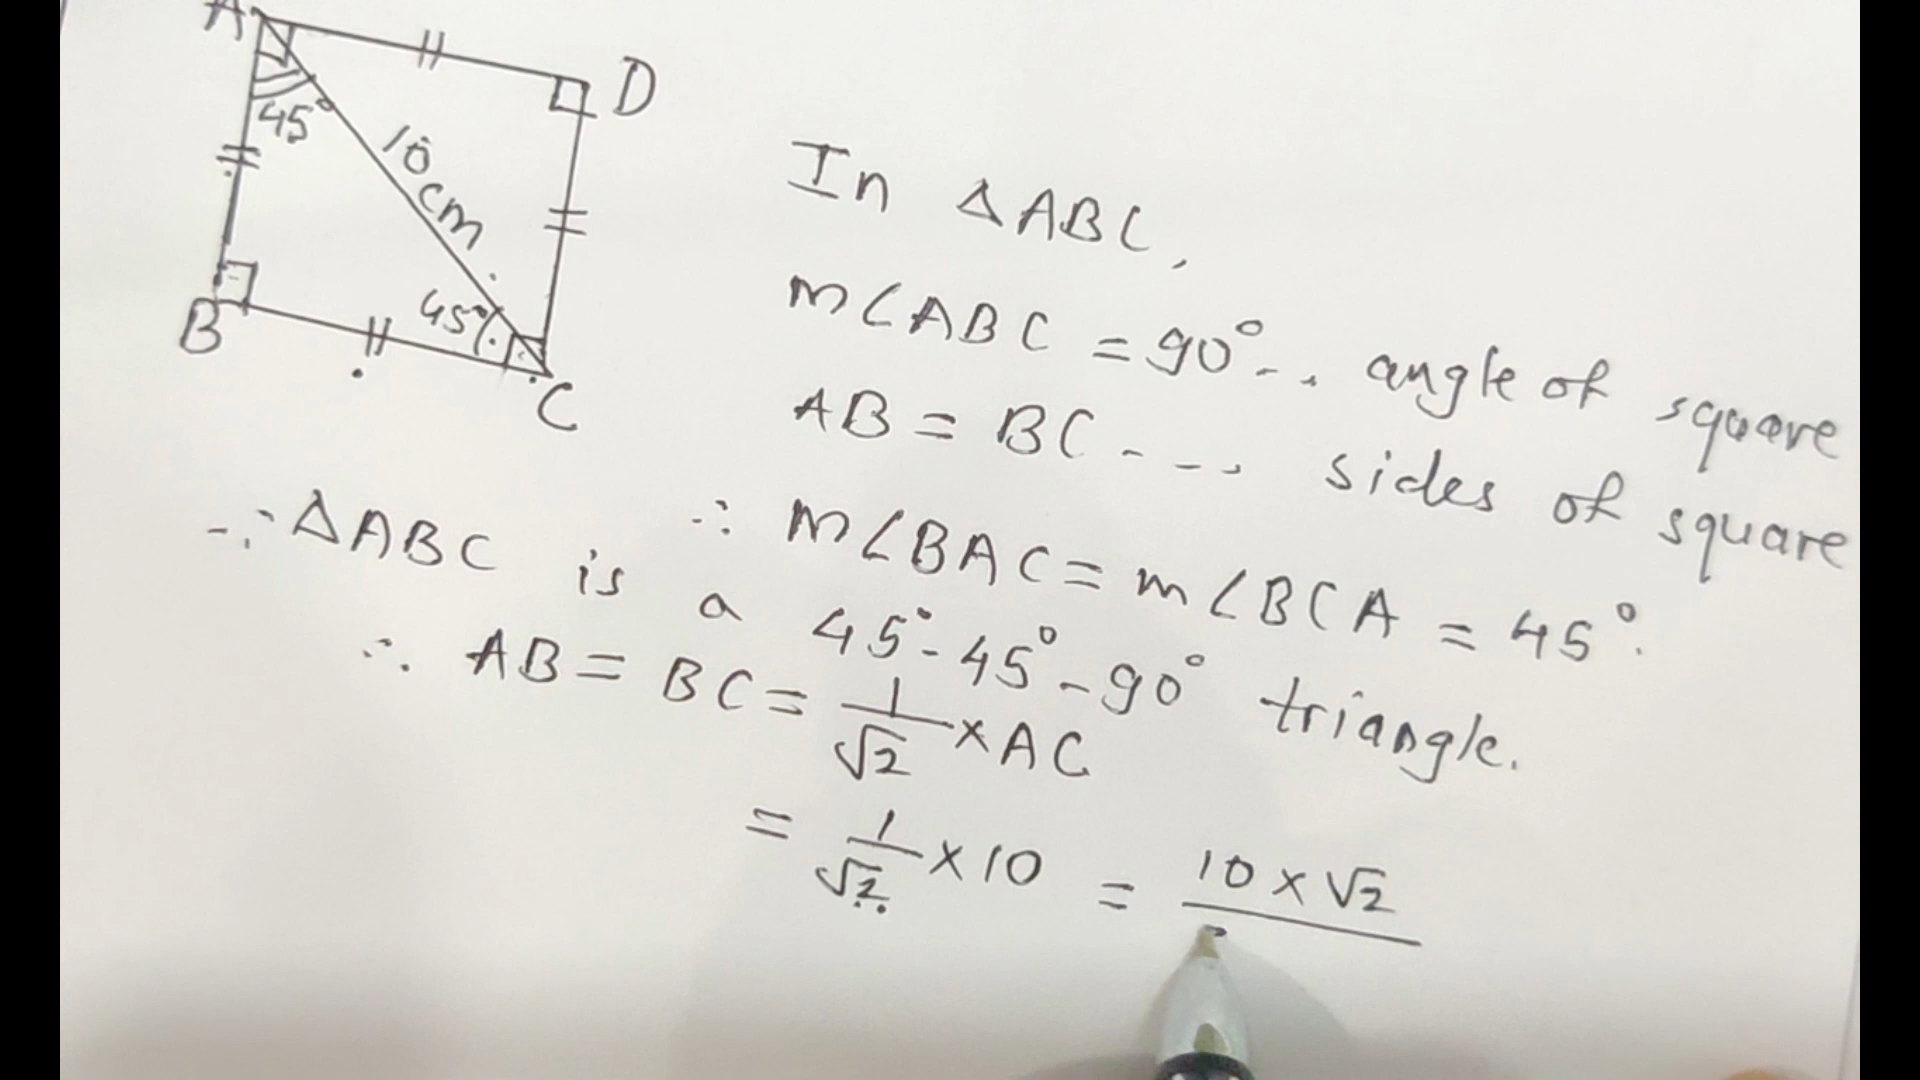 A
D
45°
10 cm
45°
B
C
In △ABC,
m∠ABC = 90° - - . angle of square
AB = BC - - - . sides of square
∴ m∠BAC = m∠BCA = 45°.
∴ △ABC is a 45°-45°-90° triangle.
∴ AB = BC = 1/√2 × AC
= 1/√2 × 10 = 10 × √2